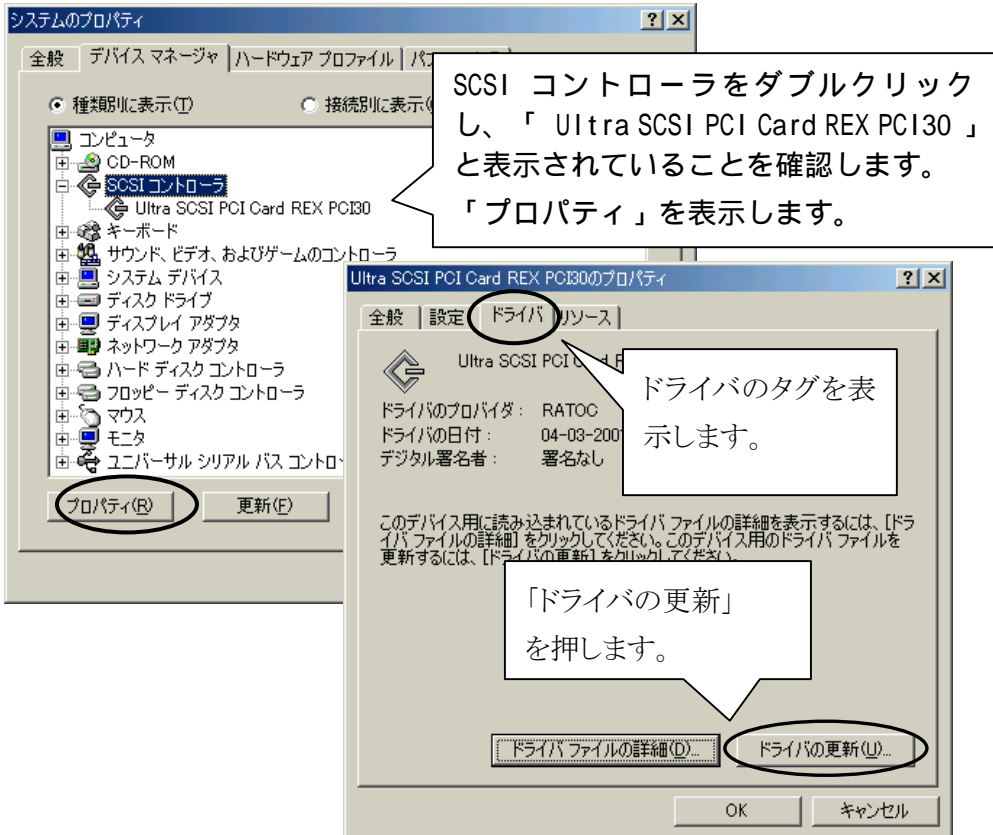 システムのプロパティ
全般
デバイス マネージャ
ハードウェア プロファイル
種類別に表示(T)
接続別に表示
コンピュータ
CD-ROM
SCSI コントローラ
Ultra SCSI PCI Card REX PCI30
キーボード
サウンド、ビデオ、およびゲームのコントローラ
システム デバイス
ディスク ドライブ
ディスプレイ アダプタ
ネットワーク アダプタ
ハード ディスク コントローラ
フロッピー ディスク コントローラ
マウス
モニタ
ユニバーサル シリアル バス コントロ
プロパティ(R)
更新(F)
SCSI コントローラをダブルクリック
し、「 Ultra SCSI PCI Card REX PCI30 」
と表示されていることを確認します。
「プロパティ」を表示します。
Ultra SCSI PCI Card REX PCI30のプロパティ
全般
設定
ドライバ
リソース
Ultra SCSI PCI
ドライバのプロバイダ : RATOC
ドライバの日付 : 04-03-200
デジタル署名者 : 署名なし
ドライバのタグを表
示します。
このデバイス用に読み込まれているドライバ ファイルの詳細を表示するには、[ドラ
イバ ファイルの詳細] をクリックしてください。このデバイス用のドライバ ファイルを
更新するには、[ドライバの更新] をクリックしてください。
「ドライバの更新」
を押します。
ドライバ ファイルの詳細(D)...
ドライバの更新(U)...
OK
キャンセル